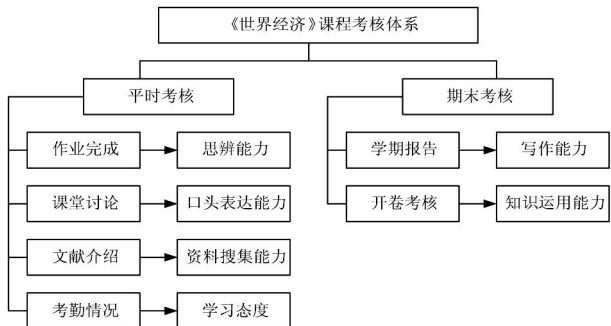 《世界经济》课程考核体系
平时考核
期末考核
作业完成
思辨能力
学期报告
写作能力
课堂讨论
口头表达能力
开卷考核
知识运用能力
文献介绍
资料搜集能力
考勤情况
学习态度